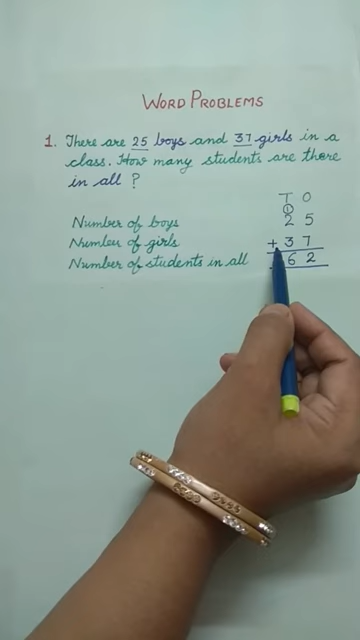 WORD PROBLEMS
1. There are 25 boys and 37 girls in a
class. How many students are there
in all ?
T O
1
Number of boys 2 5
Number of girls + 3 7
Number of students in all 6 2